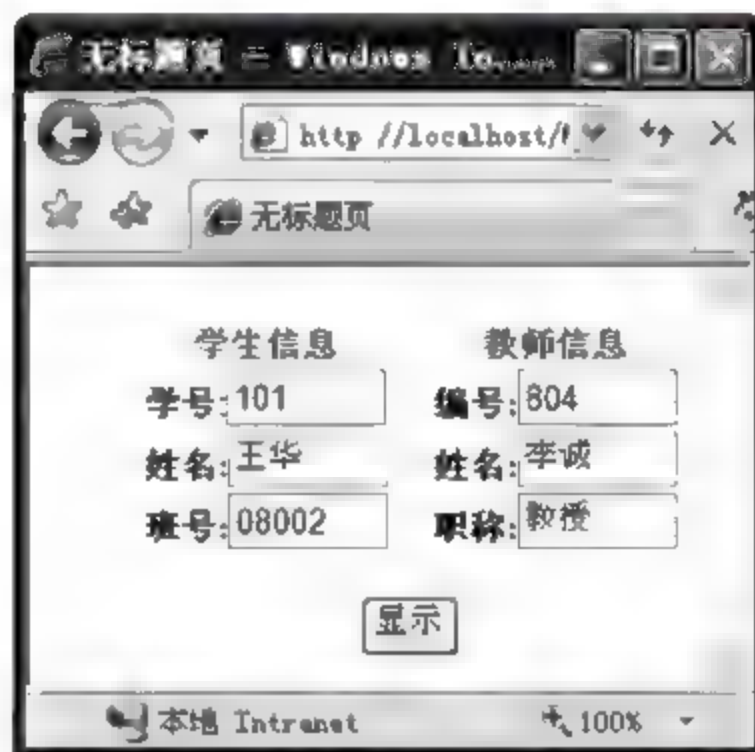 无标题页 - Windows In
http //localhost/
无标题页
学生信息 教师信息
学号:101 编号:804
姓名:王华 姓名:李诚
班号:08002 职称:教授
显示
本地 Intranet 100%